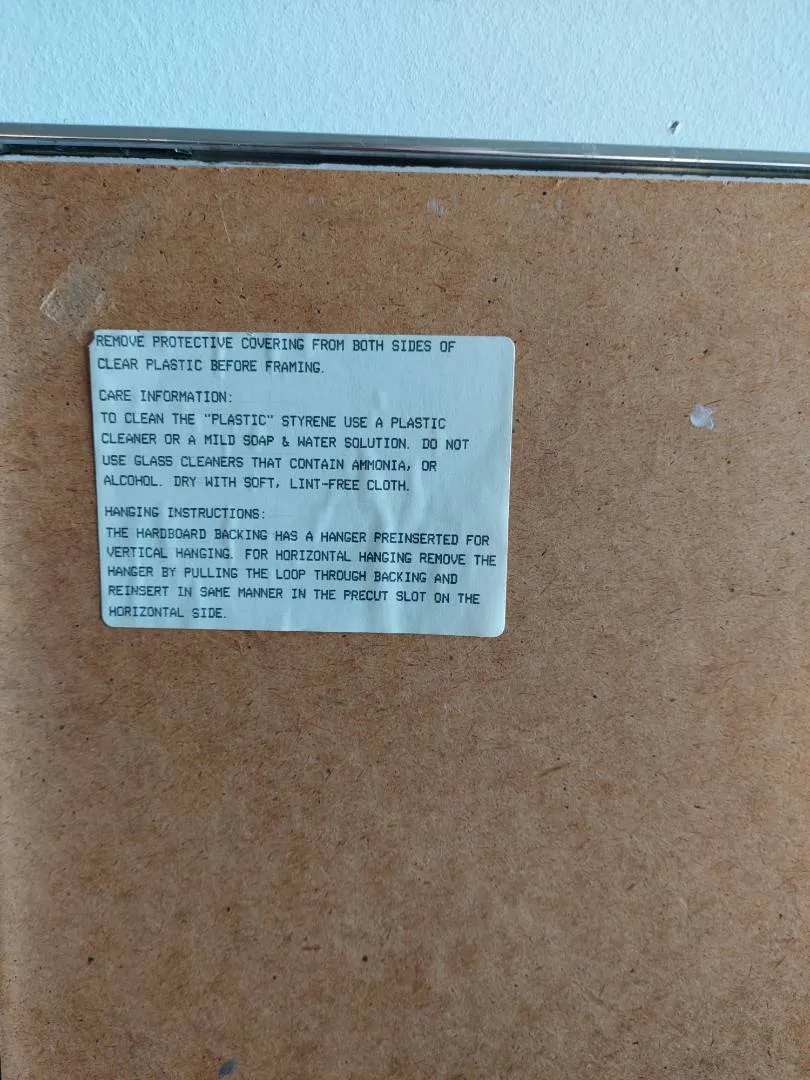 REMOVE PROTECTIVE COVERING FROM BOTH SIDES OF
CLEAR PLASTIC BEFORE FRAMING.
CARE INFORMATION:
TO CLEAN THE "PLASTIC" STYRENE USE A PLASTIC
CLEANER OR A MILD SOAP & WATER SOLUTION. DO NOT
USE GLASS CLEANERS THAT CONTAIN AMMONIA, OR
ALCOHOL. DRY WITH SOFT, LINT-FREE CLOTH.
HANGING INSTRUCTIONS:
THE HARDBOARD BACKING HAS A HANGER PREINSERTED FOR
VERTICAL HANGING. FOR HORIZONTAL HANGING REMOVE THE
HANGER BY PULLING THE LOOP THROUGH BACKING AND
REINSERT IN SAME MANNER IN THE PRECUT SLOT ON THE
HORIZONTAL SIDE.